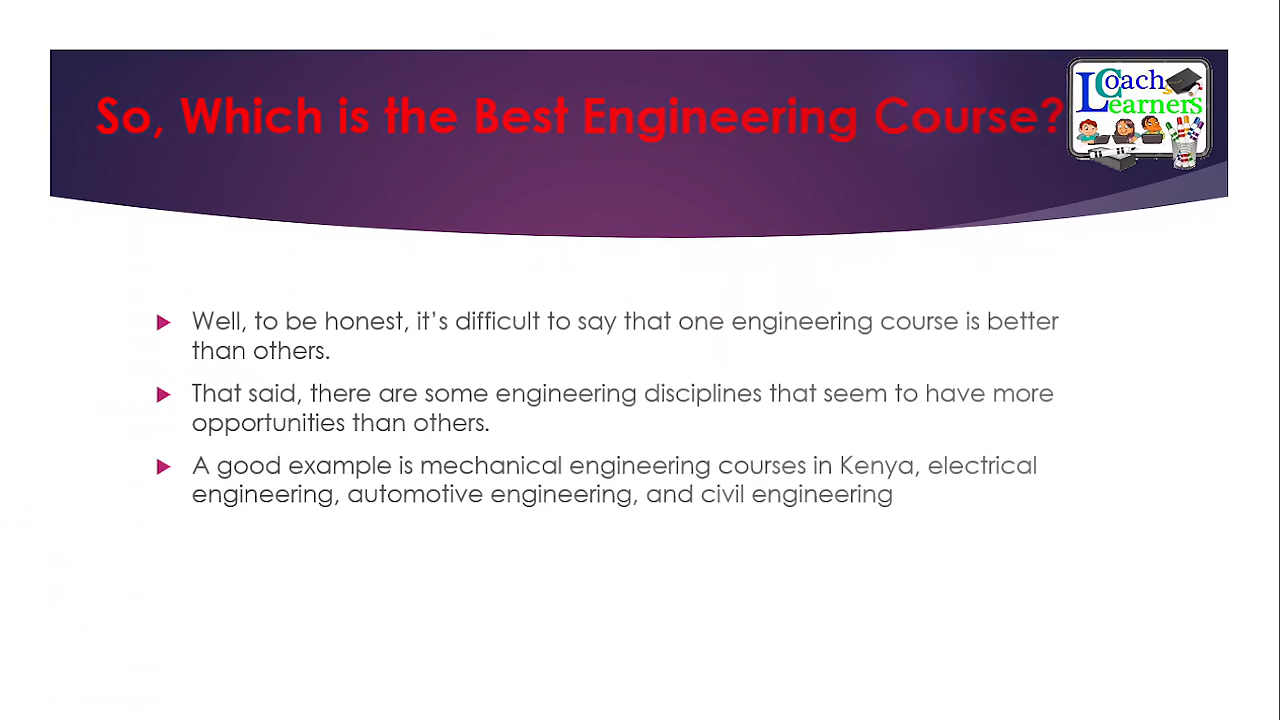 So, Which is the Best Engineering Course?
Coach
Learners
Well, to be honest, it's difficult to say that one engineering course is better
than others.
That said, there are some engineering disciplines that seem to have more
opportunities than others.
A good example is mechanical engineering courses in Kenya, electrical
engineering, automotive engineering, and civil engineering